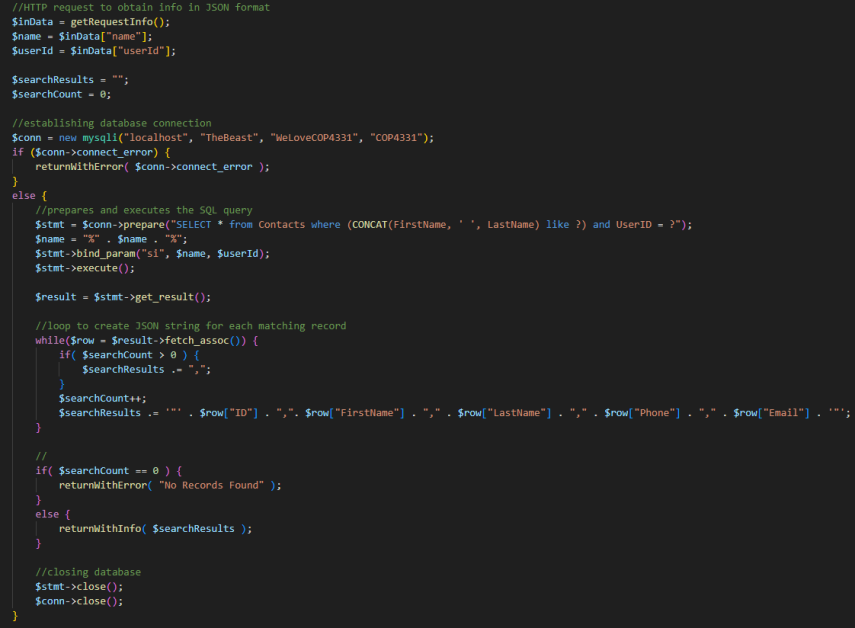 //HTTP request to obtain info in JSON format
$inData = getRequestInfo();
$name = $inData["name"];
$userId = $inData["userId"];

$searchResults = "";
$searchCount = 0;

//establishing database connection
$conn = new mysqli("localhost", "TheBeast", "WeLoveCOP4331", "COP4331");
if ($conn->connect_error) {
    returnWithError( $conn->connect_error );
}
else {
    //prepares and executes the SQL query
    $stmt = $conn->prepare("SELECT * from Contacts where (CONCAT(FirstName, ' ', LastName) like ?) and UserID = ?");
    $name = "%" . $name . "%";
    $stmt->bind_param("si", $name, $userId);
    $stmt->execute();

    $result = $stmt->get_result();

    //loop to create JSON string for each matching record
    while($row = $result->fetch_assoc()) {
        if( $searchCount > 0 ) {
            $searchResults .= ",";
        }
        $searchCount++;
        $searchResults .= '"' . $row["ID"] . ",". $row["FirstName"] . "," . $row["LastName"] . "," . $row["Phone"] . "," . $row["Email"] . '"';
    }

    //
    if( $searchCount == 0 ) {
        returnWithError( "No Records Found" );
    }
    else {
        returnWithInfo( $searchResults );
    }

    //closing database
    $stmt->close();
    $conn->close();
}